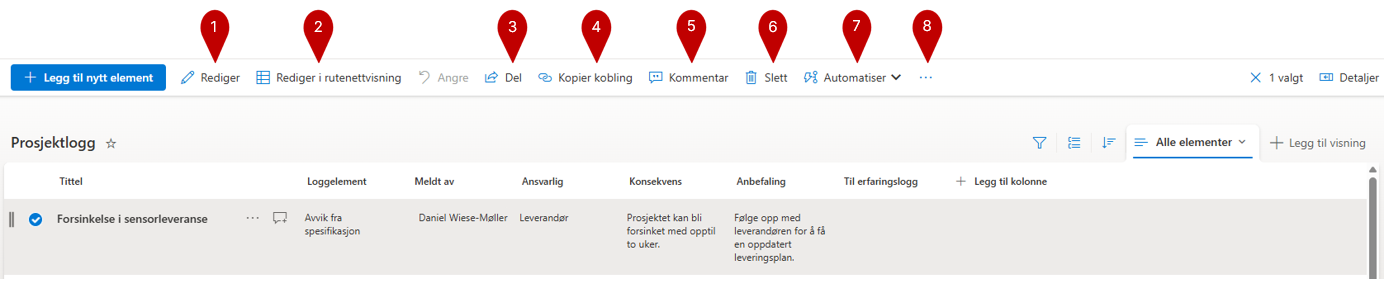 1 2 3 4 5 6 7 8
Legg til nytt element Rediger Rediger i rutenettvisning Angre Del Kopier kobling Kommentar Slett Automatiser ... 1 valgt Detaljer
Prosjektlogg Alle elementer Legg til visning
Tittel Loggelement Meldt av Ansvarlig Konsekvens Anbefaling Til erfaringslogg Legg til kolonne
Forsinkelse i sensorleveranse ... Avvik fra Daniel Wiese-Møller Leverandør Prosjektet kan bli Følge opp med
spesifikasjon forsinket med opptil leverandøren for å få
to uker. en oppdatert
leveringsplan.